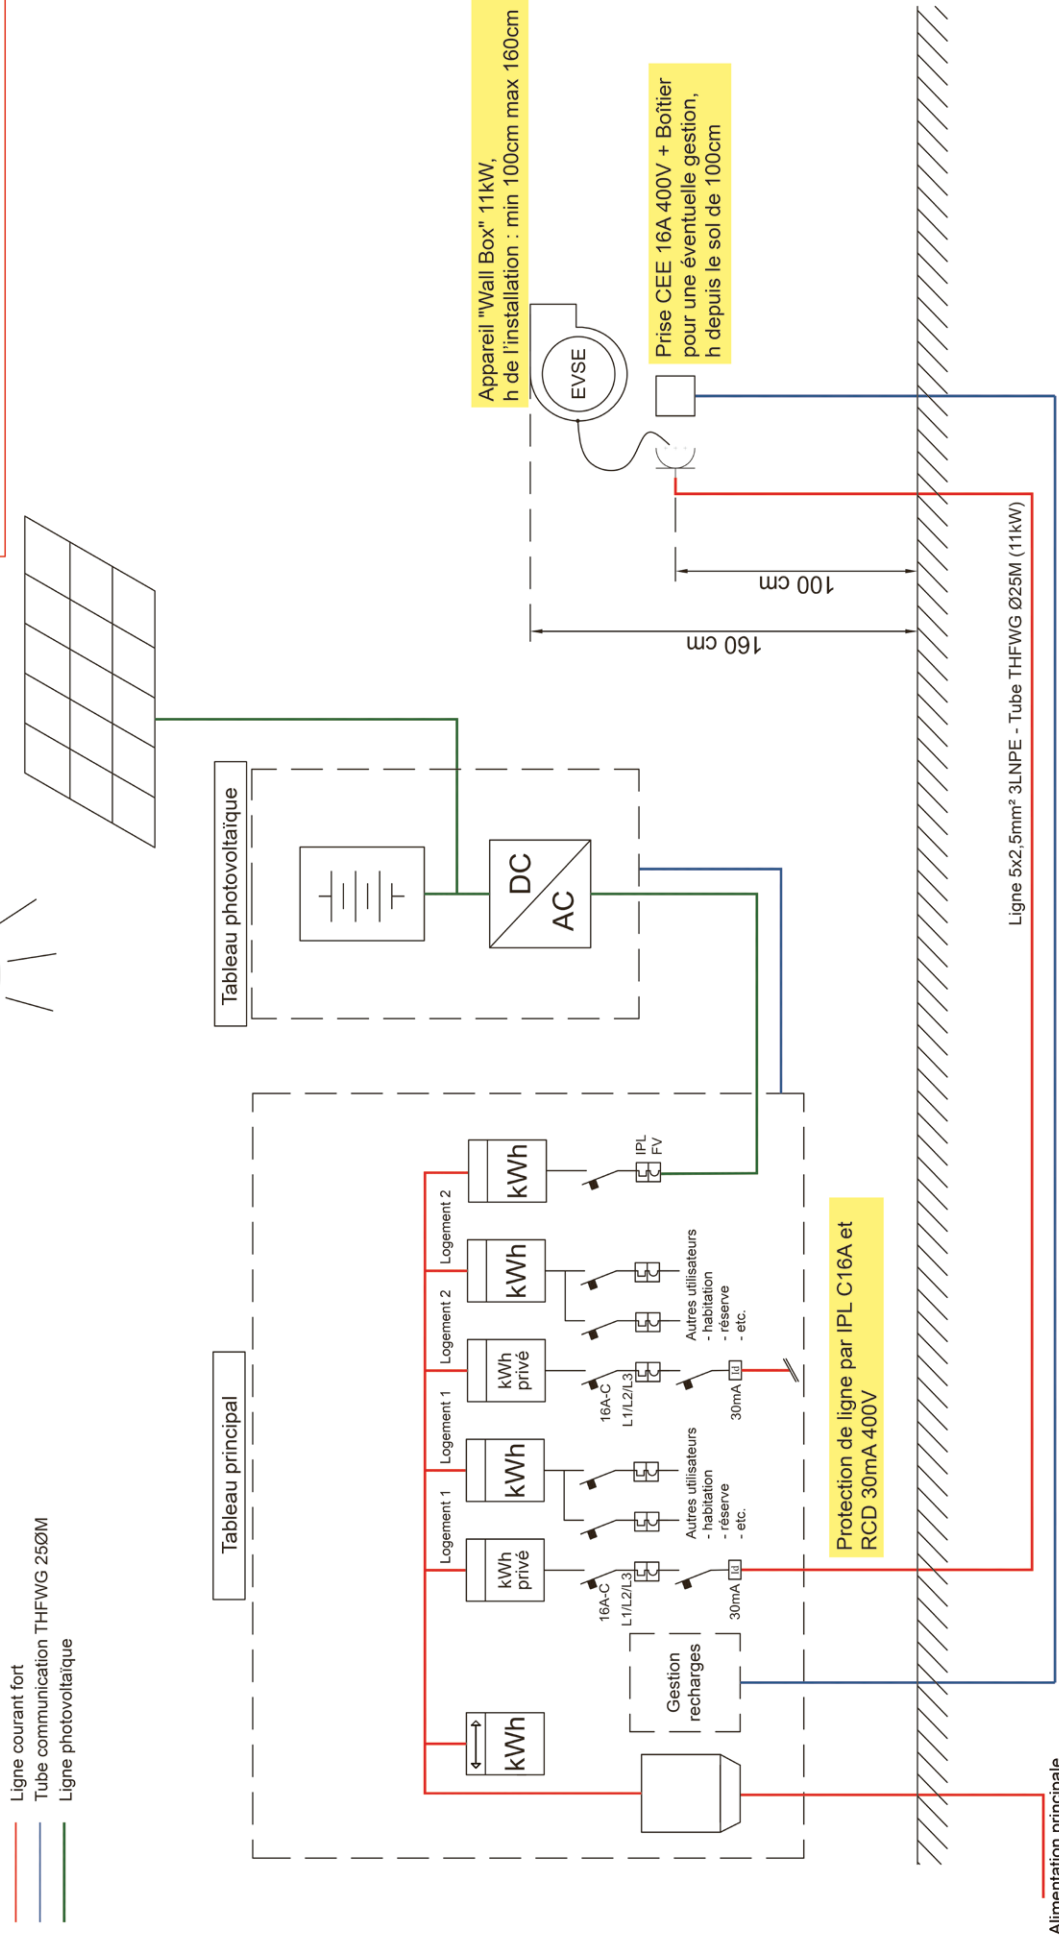 Ligne courant fort
Tube communication THFWG 25ØM
Ligne photovoltaïque
Tableau principal
Tableau photovoltaïque
Appareil "Wall Box" 11kW,
h de l'installation : min 100cm max 160cm
EVSE
Prise CEE 16A 400V + Boîtier
pour une éventuelle gestion,
h depuis le sol de 100cm
160 cm
100 cm
DC
AC
Logement 1
Logement 1
Logement 2
Logement 2
kWh
kWh
privé
kWh
kWh
privé
kWh
kWh
16A-C
L1/L2/L3
30mA
Id
Autres utilisateurs
- habitation
- réserve
- etc.
16A-C
L1/L2/L3
30mA
Id
Autres utilisateurs
- habitation
- réserve
- etc.
IPL
FV
Gestion
recharges
Protection de ligne par IPL C16A et
RCD 30mA 400V
Ligne 5x2,5mm² 3LNPE - Tube THFWG Ø25M (11kW)
Alimentation principale